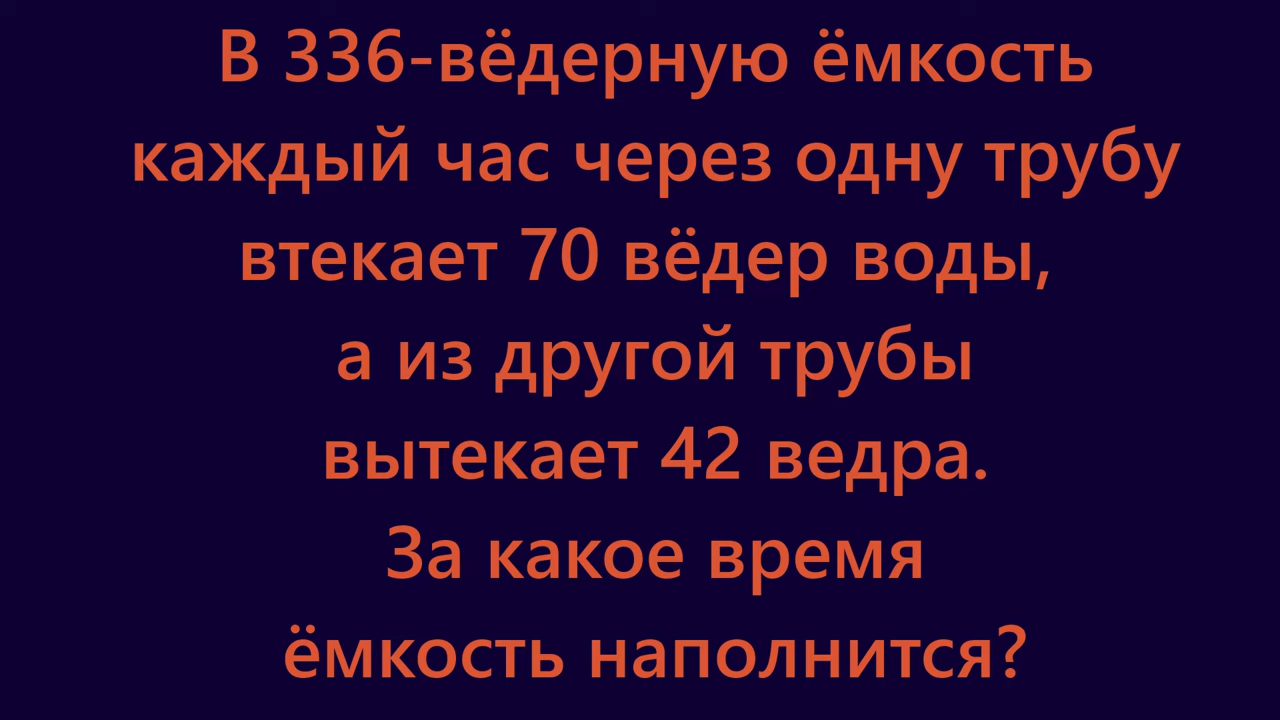 В 336-вёдерную ёмкость
каждый час через одну трубу
втекает 70 вёдер воды,
а из другой трубы
вытекает 42 ведра.
За какое время
ёмкость наполнится?